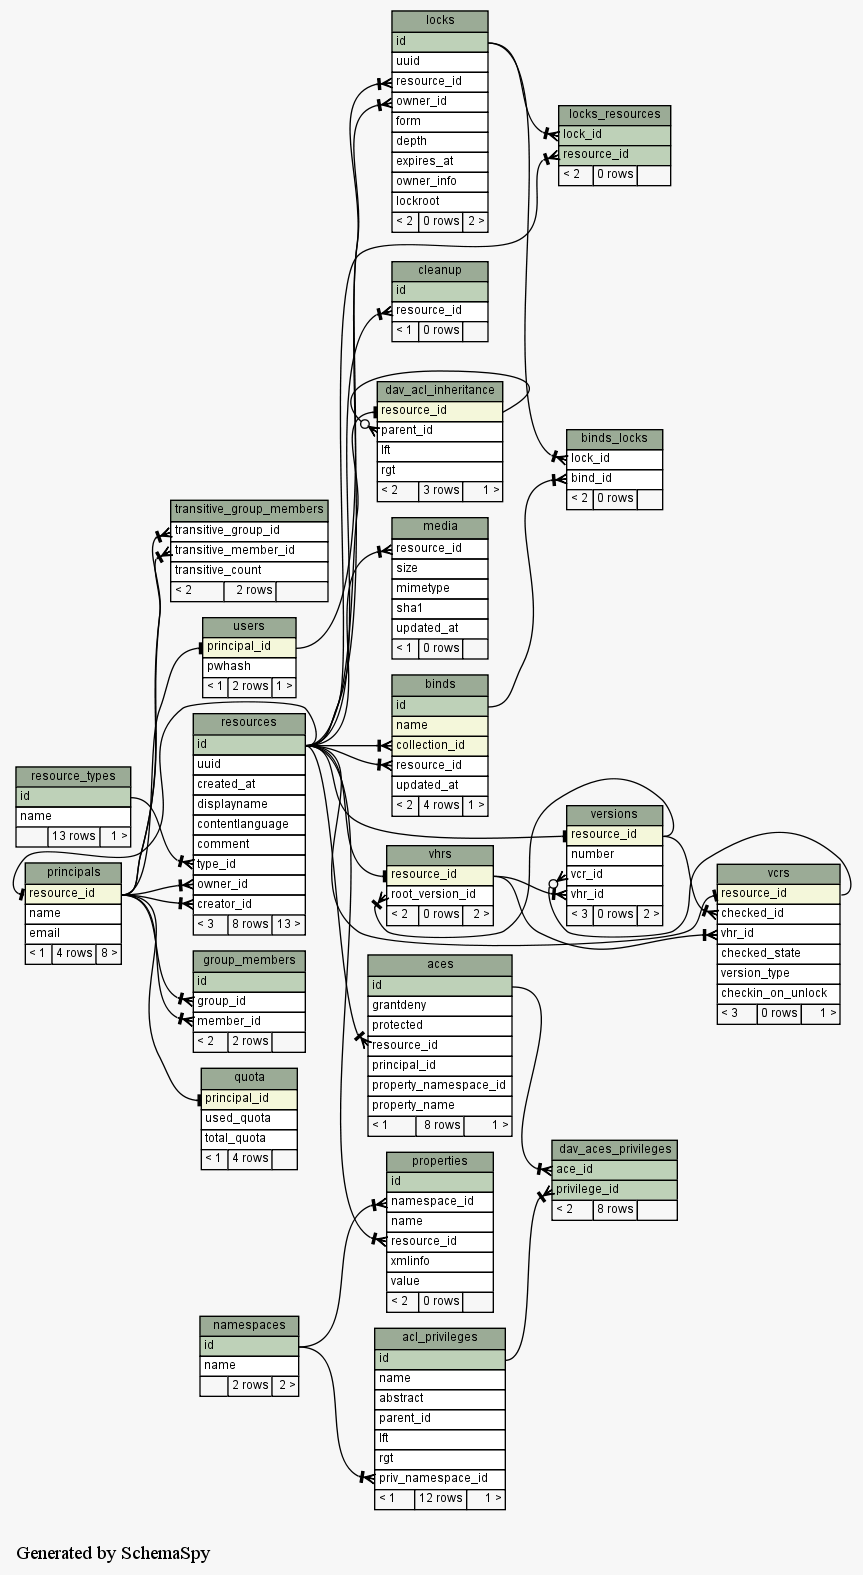 locks
id
uuid
resource_id
owner_id
form
depth
expires_at
owner_info
lockroot
< 2 0 rows 2 >
locks_resources
lock_id
resource_id
< 2 0 rows
cleanup
id
resource_id
< 1 0 rows
dav_acl_inheritance
resource_id
parent_id
lft
rgt
< 2 3 rows 1 >
binds_locks
lock_id
bind_id
< 2 0 rows
transitive_group_members
transitive_group_id
transitive_member_id
transitive_count
< 2 2 rows
media
resource_id
size
mimetype
sha1
updated_at
< 1 0 rows
users
principal_id
pwhash
< 1 2 rows 1 >
binds
id
name
collection_id
resource_id
updated_at
< 2 4 rows 1 >
resources
id
uuid
created_at
displayname
contentlanguage
comment
type_id
owner_id
creator_id
< 3 8 rows 13 >
resource_types
id
name
13 rows 1 >
principals
resource_id
name
email
< 1 4 rows 8 >
versions
resource_id
number
vcr_id
vhr_id
< 3 0 rows 2 >
vhrs
resource_id
root_version_id
< 2 0 rows 2 >
vcrs
resource_id
checked_id
vhr_id
checked_state
version_type
checkin_on_unlock
< 3 0 rows 1 >
group_members
id
group_id
member_id
< 2 2 rows
aces
id
grantdeny
protected
resource_id
principal_id
property_namespace_id
property_name
< 1 8 rows 1 >
quota
principal_id
used_quota
total_quota
< 1 4 rows
dav_aces_privileges
ace_id
privilege_id
< 2 8 rows
properties
id
namespace_id
name
resource_id
xmlinfo
value
< 2 0 rows
namespaces
id
name
2 rows 2 >
acl_privileges
id
name
abstract
parent_id
lft
rgt
priv_namespace_id
< 1 12 rows 1 >
Generated by SchemaSpy